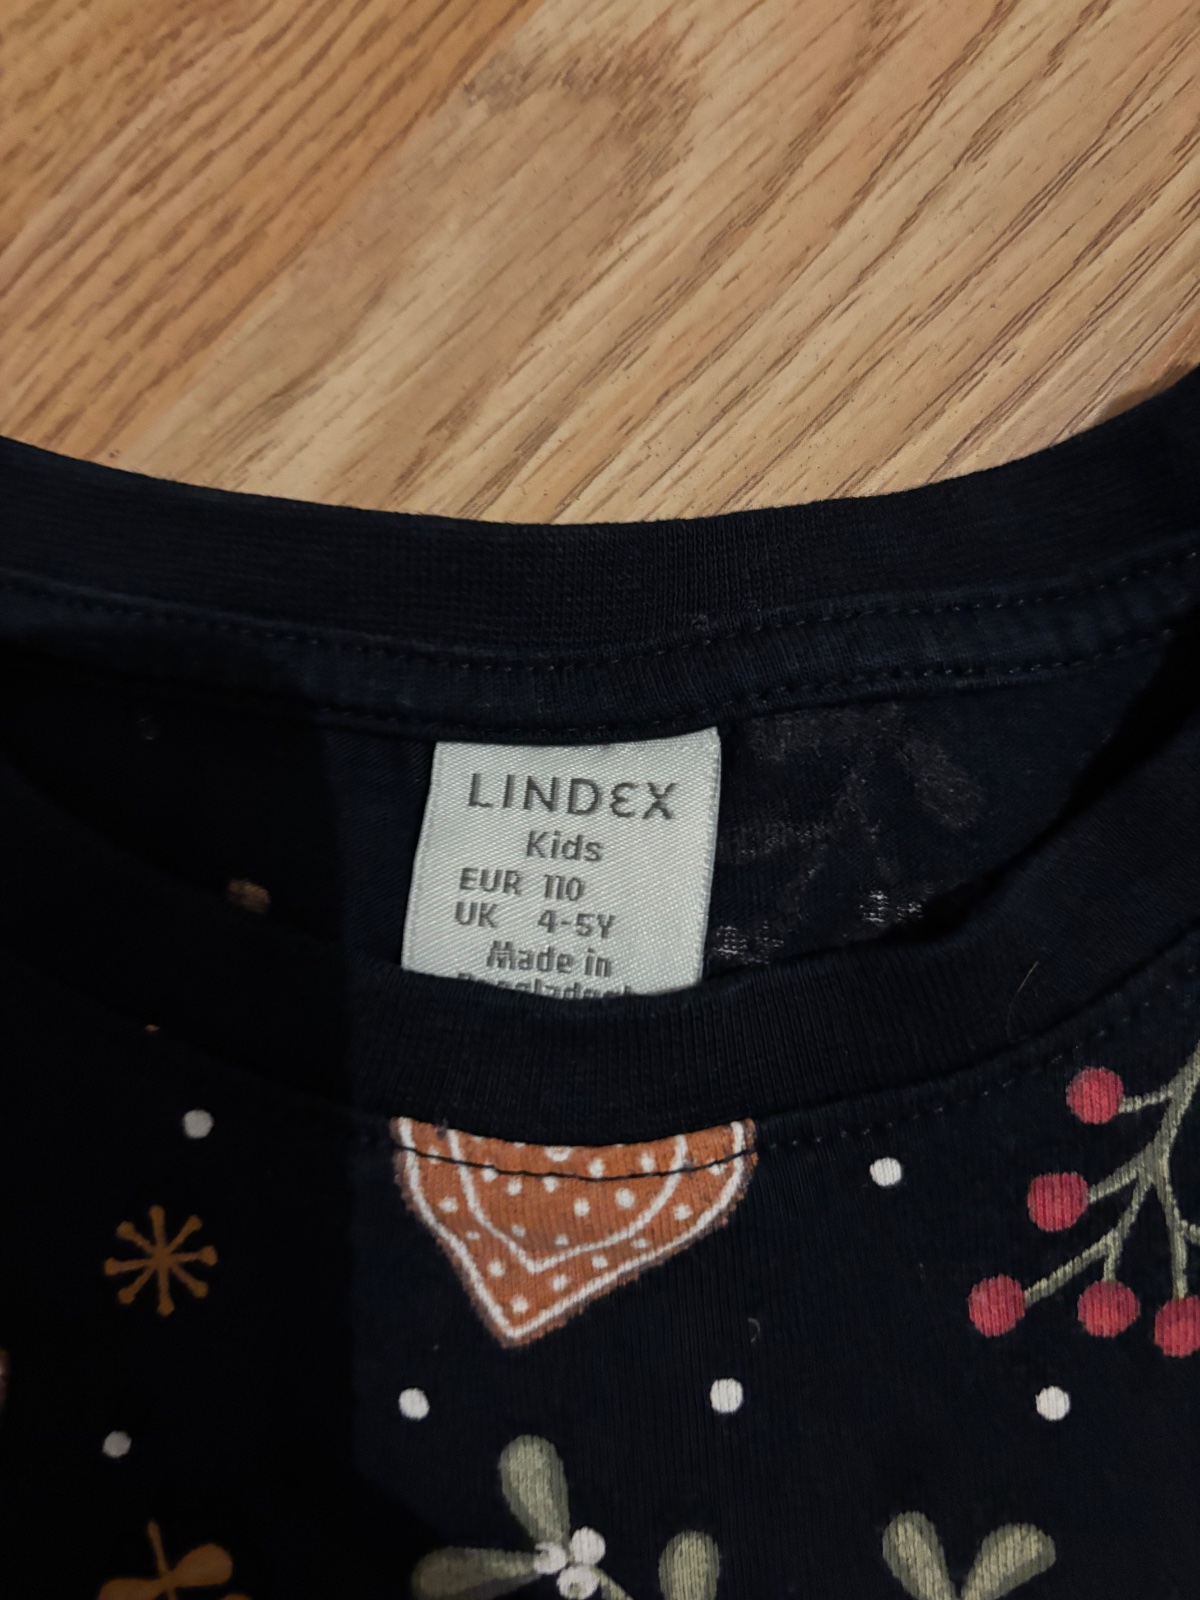 LINDEX
Kids
EUR 110
UK 4-5Y
Made in